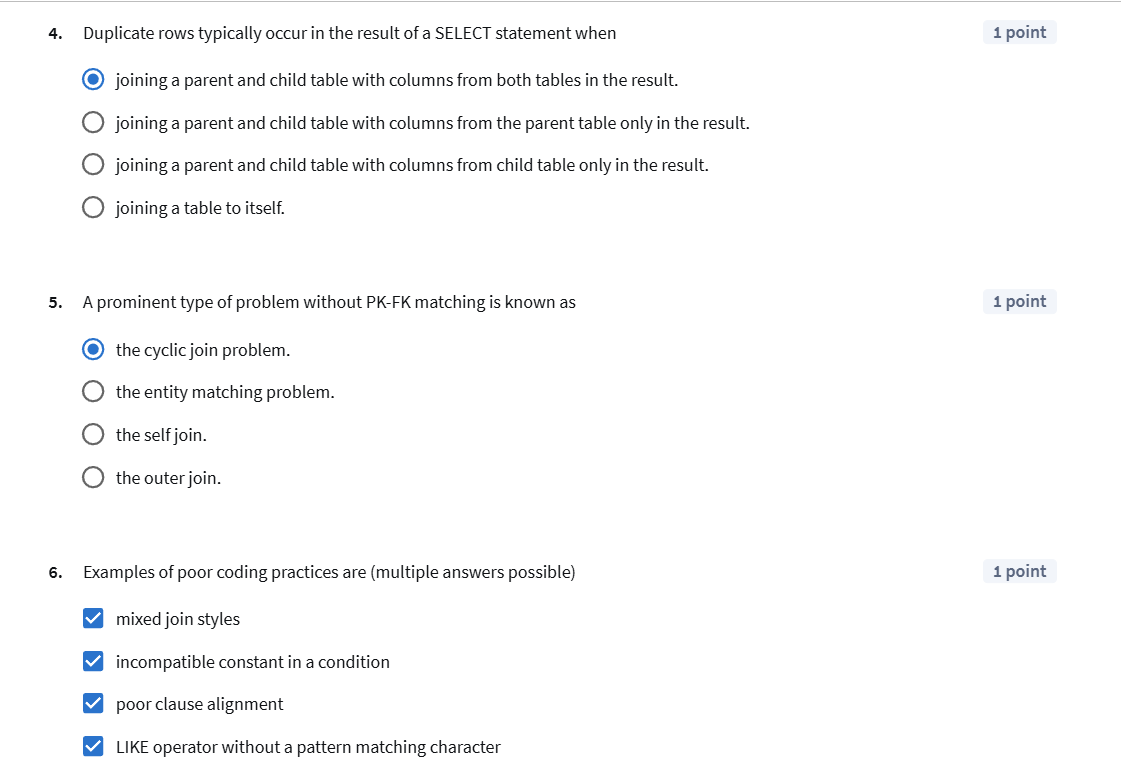 4. Duplicate rows typically occur in the result of a SELECT statement when 1 point
joining a parent and child table with columns from both tables in the result.
joining a parent and child table with columns from the parent table only in the result.
joining a parent and child table with columns from child table only in the result.
joining a table to itself.
5. A prominent type of problem without PK-FK matching is known as 1 point
the cyclic join problem.
the entity matching problem.
the self join.
the outer join.
6. Examples of poor coding practices are (multiple answers possible) 1 point
mixed join styles
incompatible constant in a condition
poor clause alignment
LIKE operator without a pattern matching character